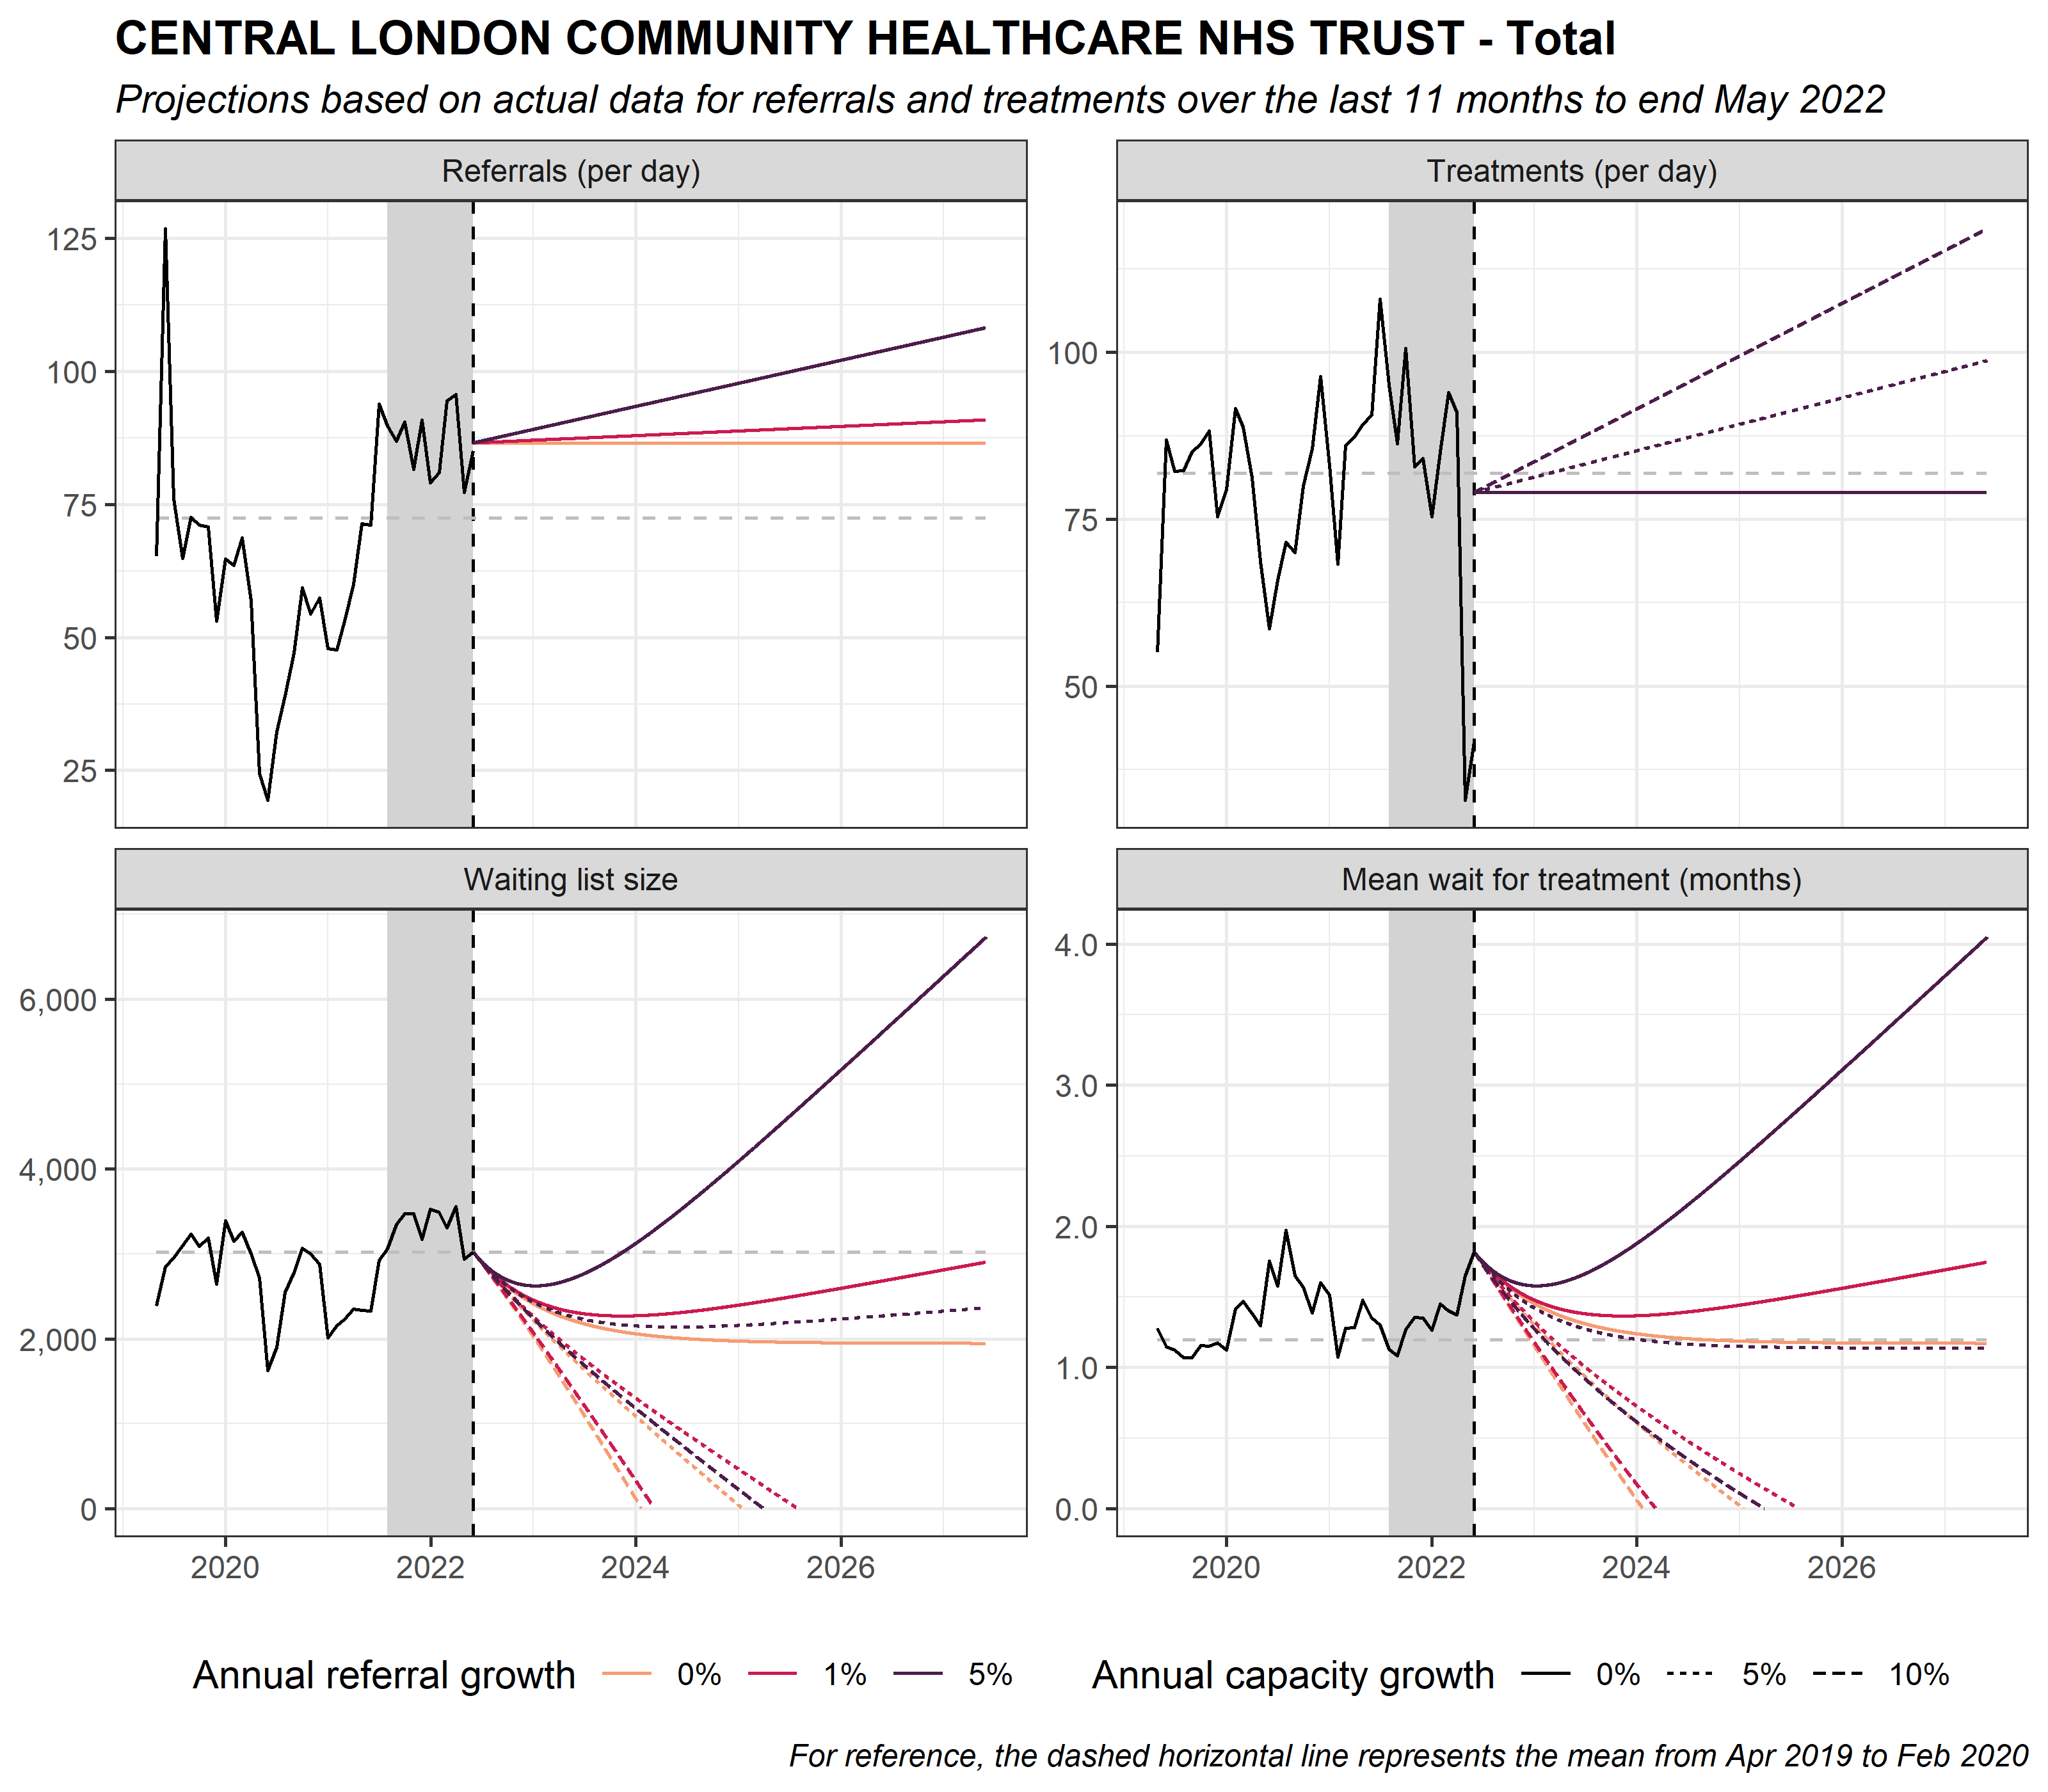 CENTRAL LONDON COMMUNITY HEALTHCARE NHS TRUST - Total
Projections based on actual data for referrals and treatments over the last 11 months to end May 2022
Referrals (per day)
125
100
75
50
25
Treatments (per day)
100
75
50
Waiting list size
6,000
4,000
2,000
0
2020
2022
2024
2026
Mean wait for treatment (months)
4.0
3.0
2.0
1.0
0.0
2020
2022
2024
2026
Annual referral growth 0% 1% 5%
Annual capacity growth 0% 5% 10%
For reference, the dashed horizontal line represents the mean from Apr 2019 to Feb 2020